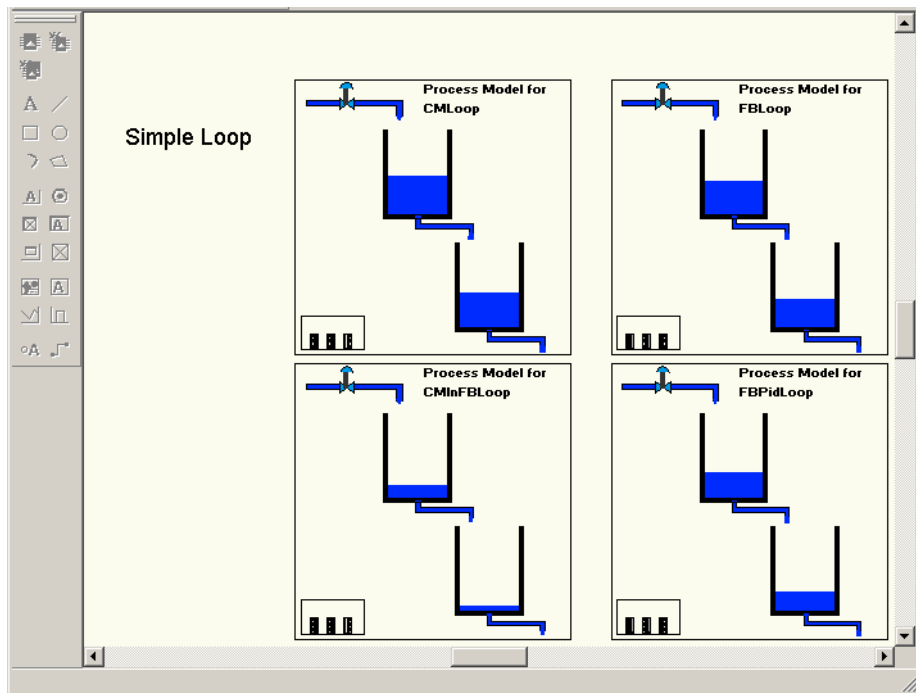 Simple Loop
Process Model for
CMLoop
Process Model for
FBLoop
Process Model for
CMInFBLoop
Process Model for
FBPidLoop